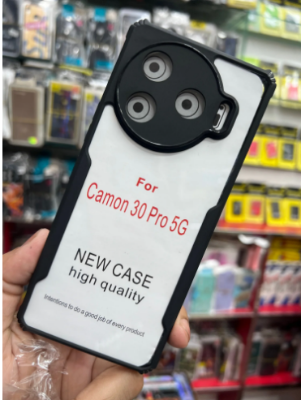 For
Camon 30 Pro 5G
NEW CASE
high quality
Intentions to do a good job of every product